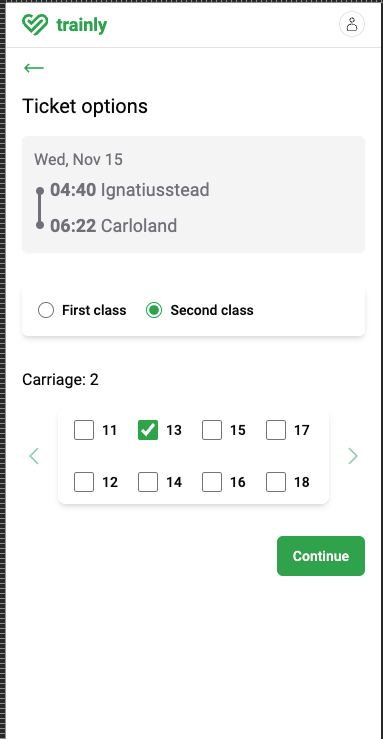 trainly
Ticket options
Wed, Nov 15
04:40 Ignatiusstead
06:22 Carloland
First class Second class
Carriage: 2
11 13 15 17
12 14 16 18
Continue